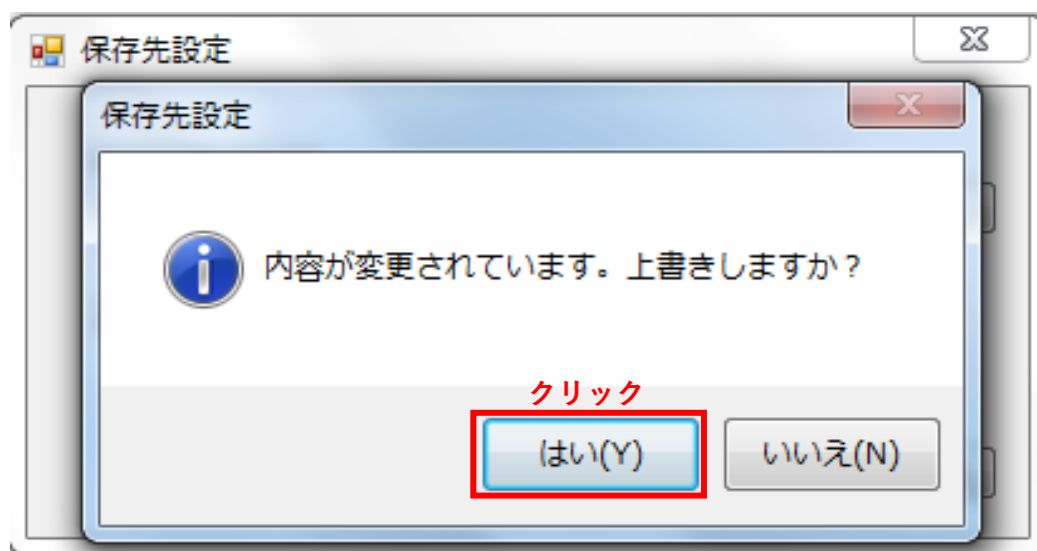 保存先設定
保存先設定
内容が変更されています。上書きしますか？
クリック
はい(Y)
いいえ(N)